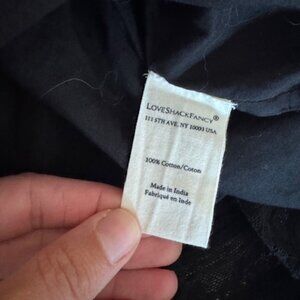 LOVESHACKFANCY®
111 5TH AVE, NY 10003 USA
100% Cotton/Coton
Made in India
Fabriqué en Inde